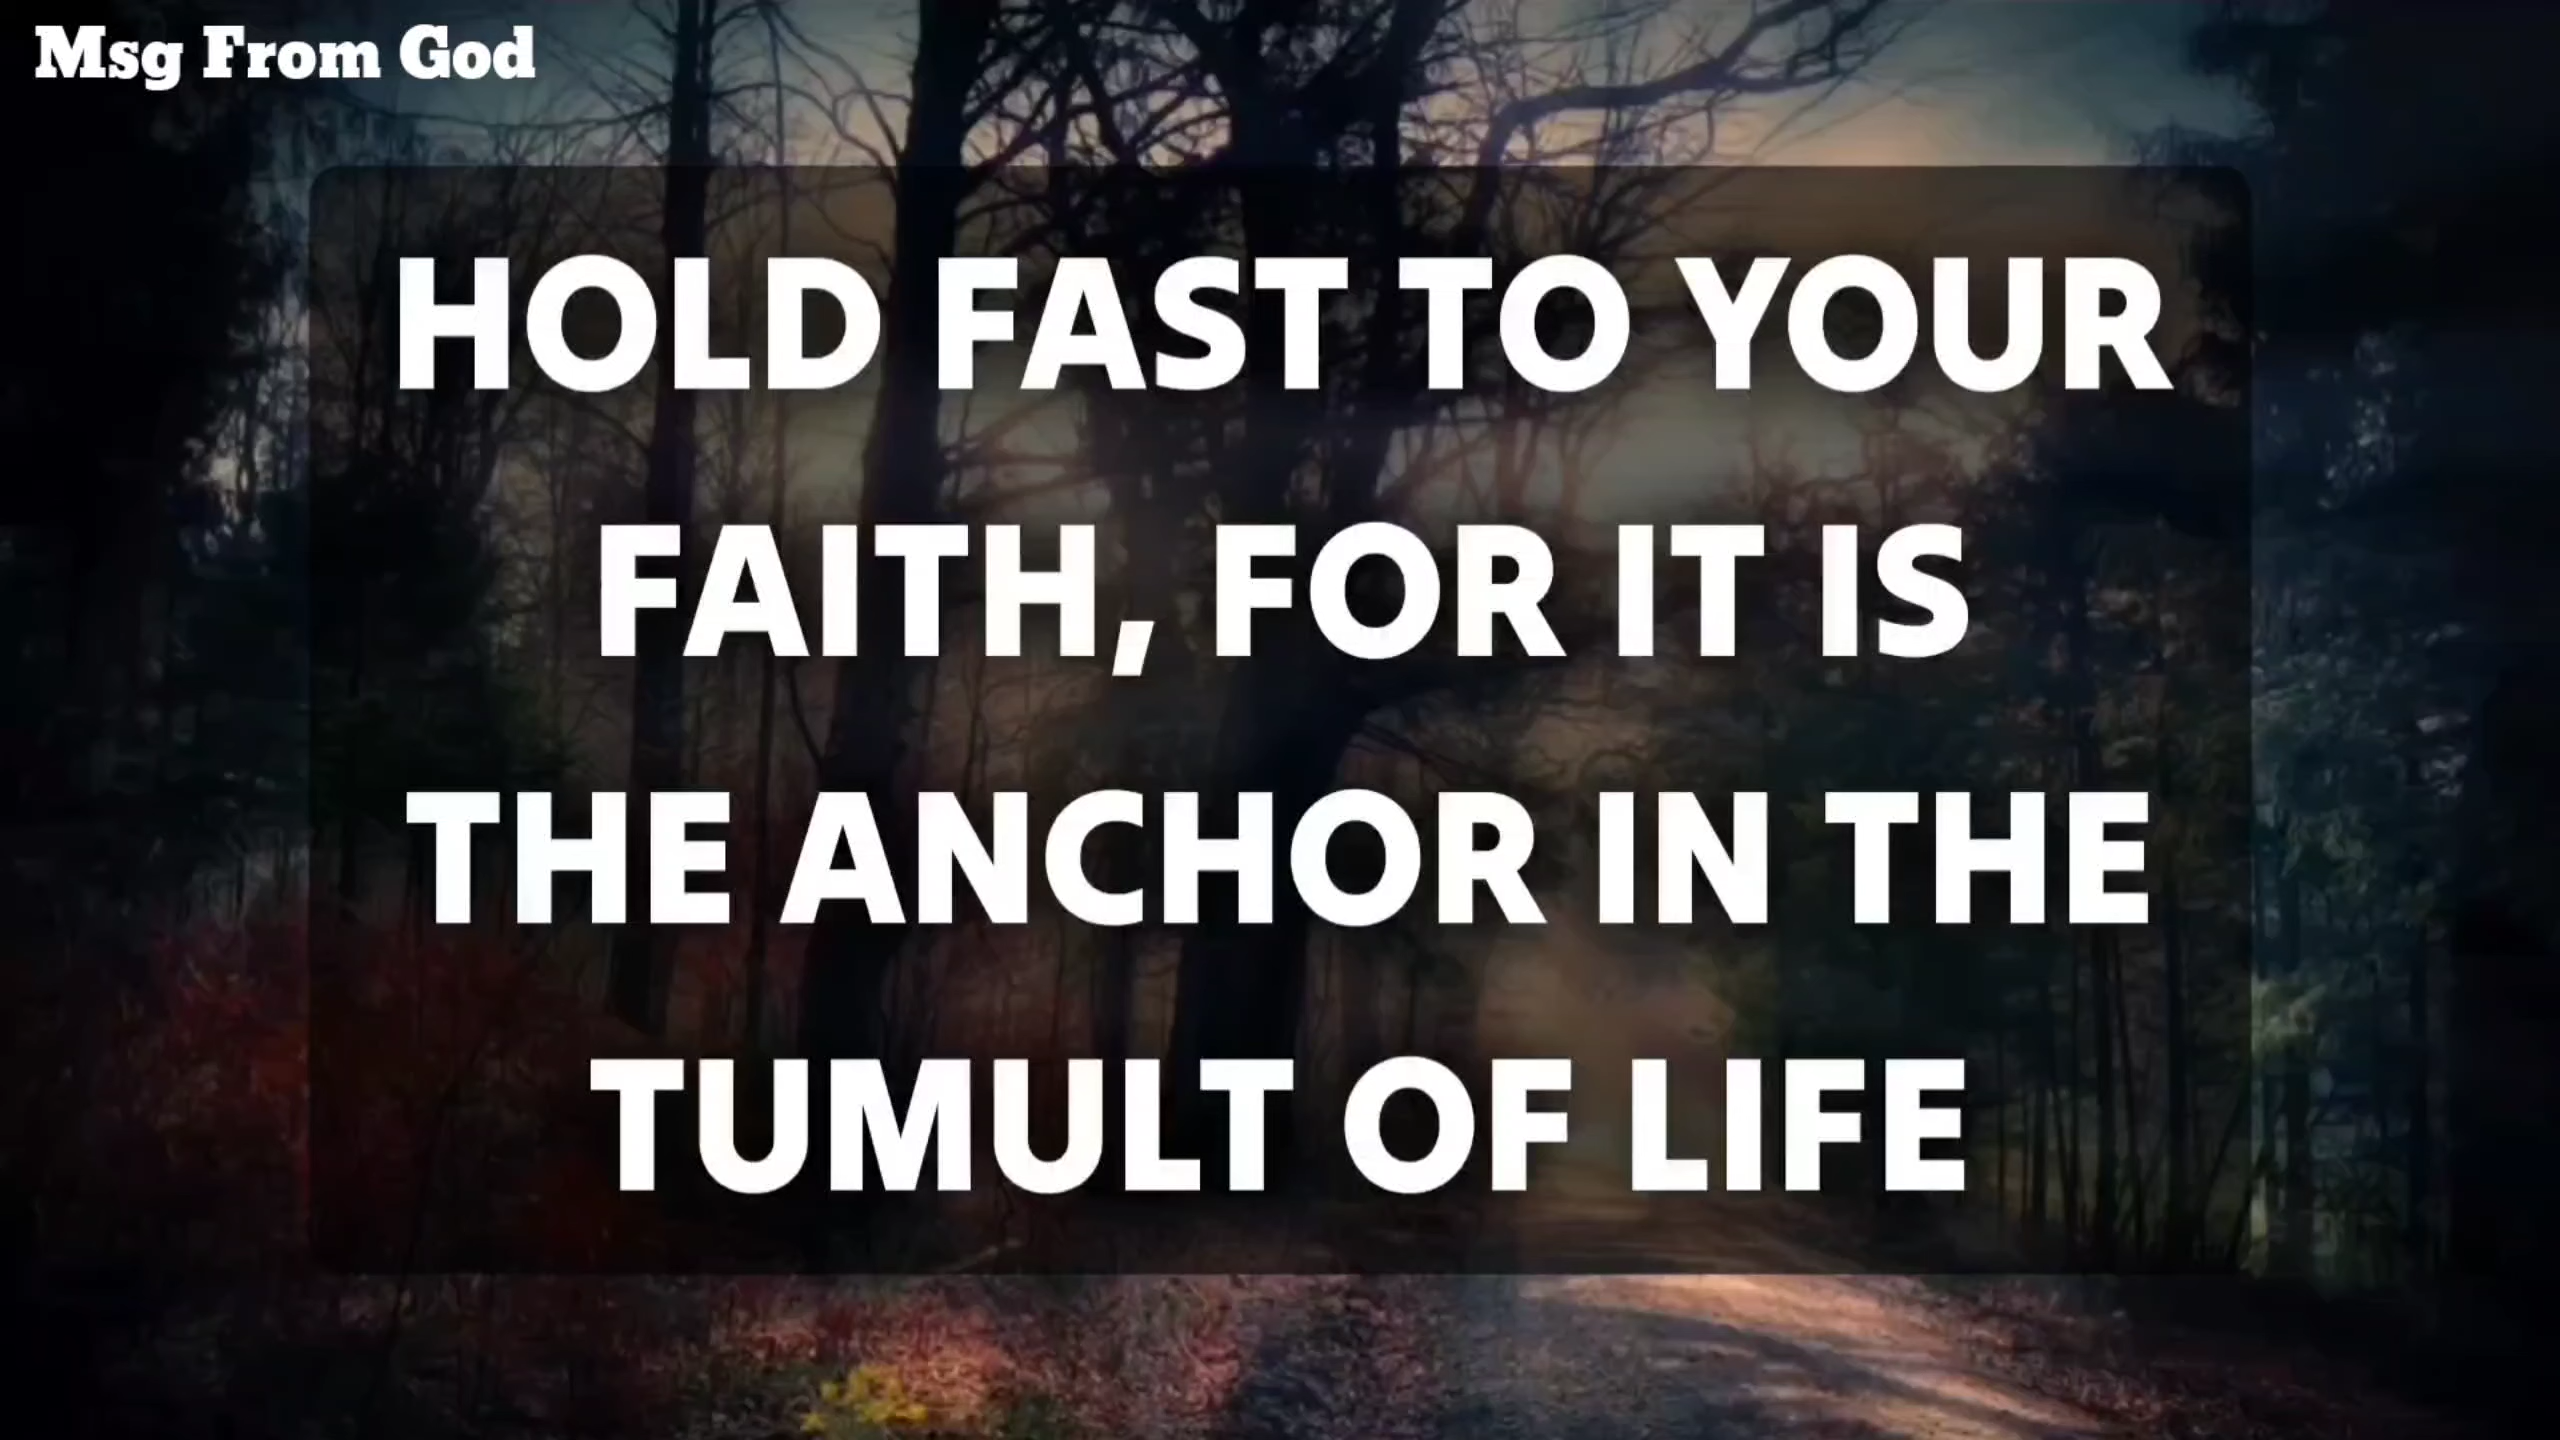 Msg From God
HOLD FAST TO YOUR
FAITH, FOR IT IS
THE ANCHOR IN THE
TUMULT OF LIFE